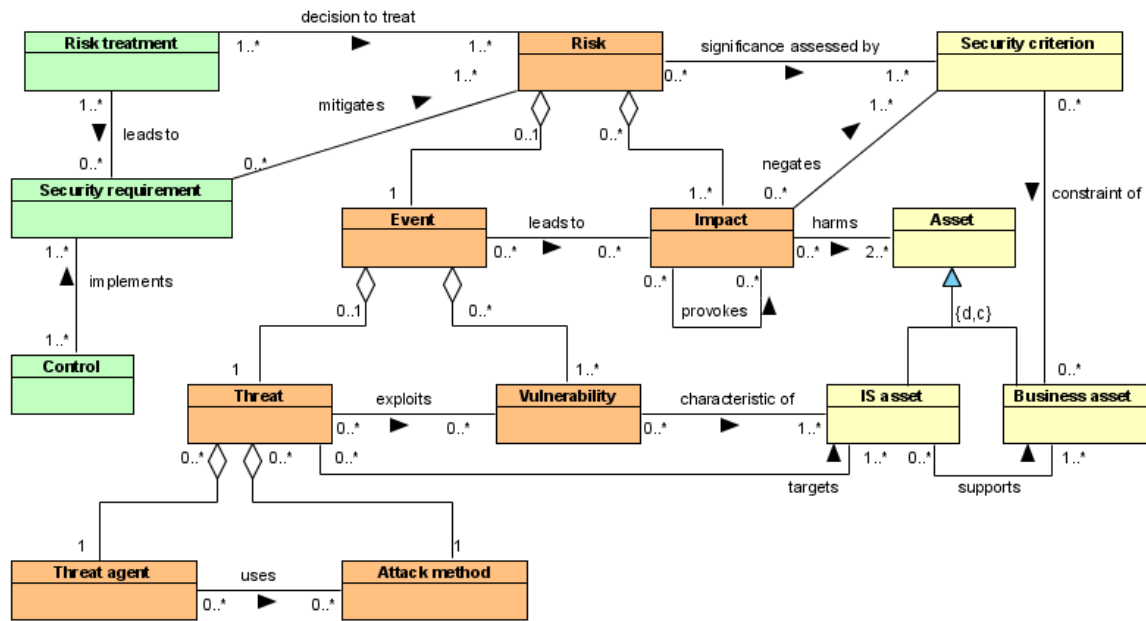 decision to treat
Risk treatment
1..*
1..*
Risk
significance assessed by
0..*
1..*
Security criterion
1..*
mitigates
1..*
1..*
0..*
leads to
0..1
0..*
0..*
0..*
negates
Security requirement
1
1..*
0..*
constraint of
Event
leads to
Impact
harms
Asset
1..*
0..*
0..*
0..*
2..*
implements
0..*
0..*
provokes
0..1
0..*
{d,c}
1..*
Control
1
1..*
0..*
Threat
exploits
Vulnerability
characteristic of
IS asset
Business asset
0..*
0..*
0..*
1..*
0..*
0..*
0..*
1..*
0..*
1..*
targets
supports
1
1
Threat agent
uses
Attack method
0..*
0..*